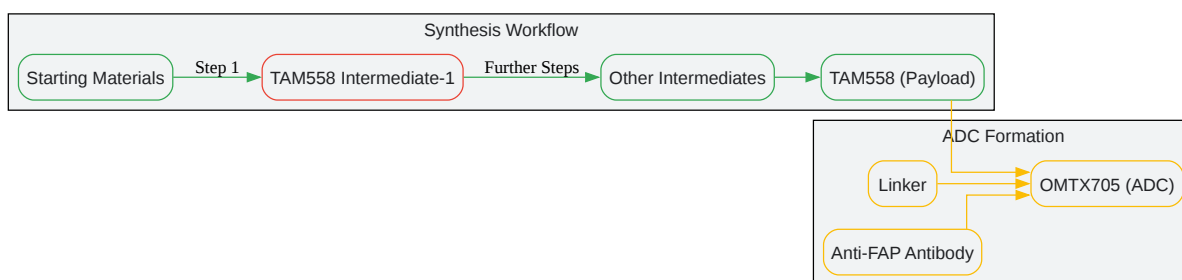 Synthesis Workflow
Starting Materials
Step 1
TAM558 Intermediate-1
Further Steps
Other Intermediates
TAM558 (Payload)
ADC Formation
Linker
OMTX705 (ADC)
Anti-FAP Antibody